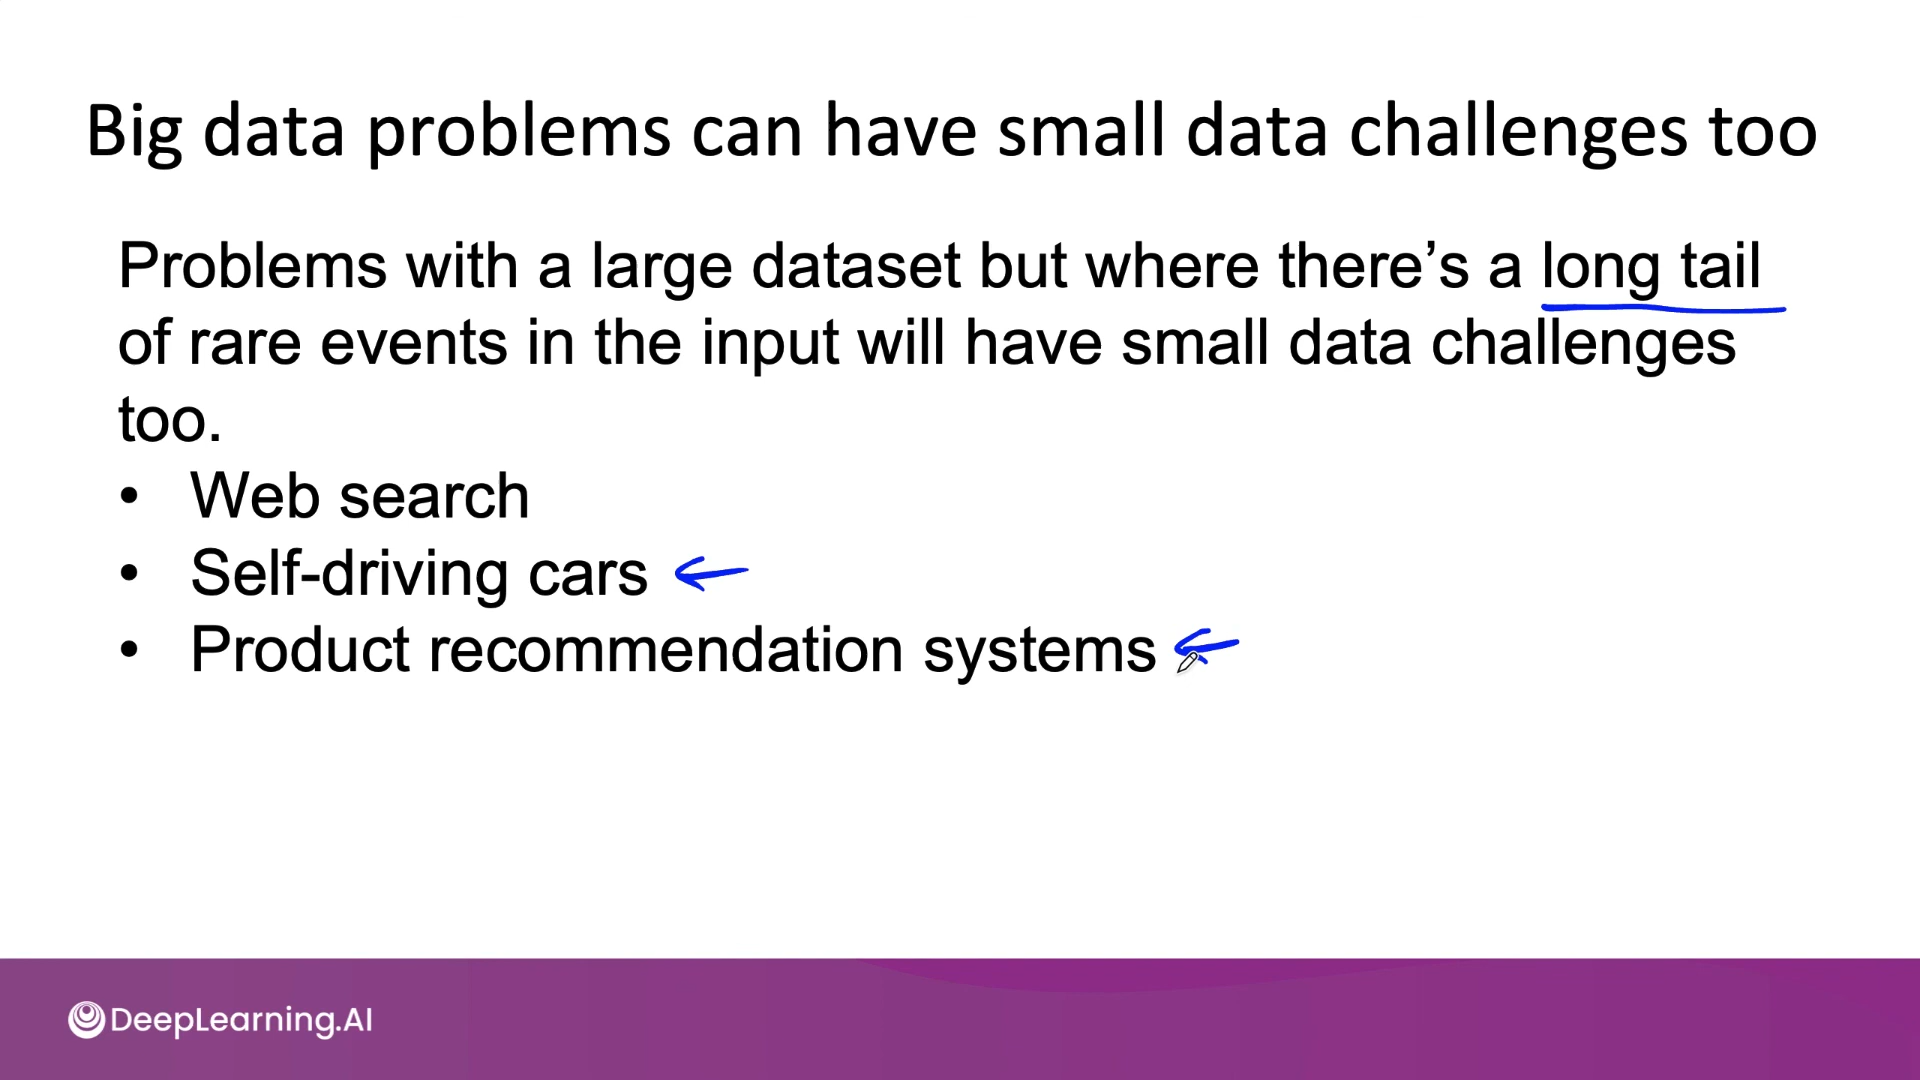 Big data problems can have small data challenges too
Problems with a large dataset but where there’s a long tail
of rare events in the input will have small data challenges
too.
• Web search
• Self-driving cars
• Product recommendation systems
DeepLearning.AI